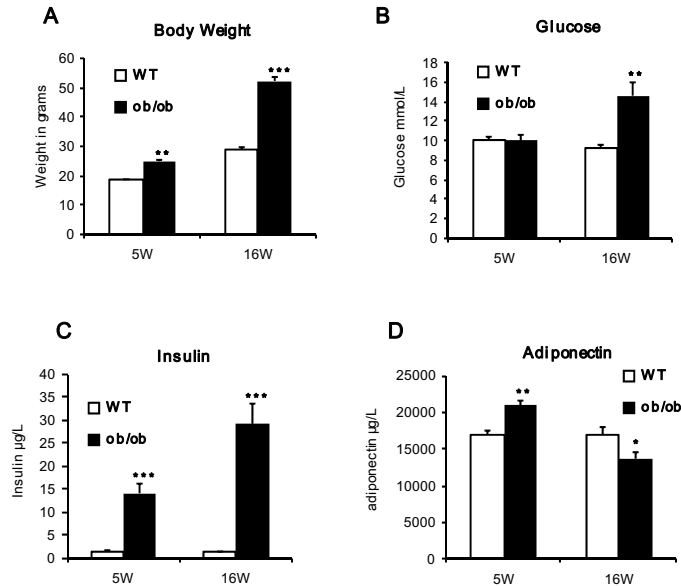 A
Body Weight
Weight in grams
60
50
40
30
20
10
0
WT
ob/ob
**
***
5W
16W
B
Glucose
Glucose mmol/L
18
16
14
12
10
8
6
4
2
0
WT
ob/ob
**
5W
16W
C
Insulin
Insulin µg/L
40
35
30
25
20
15
10
5
0
WT
ob/ob
***
***
5W
16W
D
Adiponectin
adiponectin µg/L
25000
20000
15000
10000
5000
0
WT
ob/ob
**
*
5W
16W